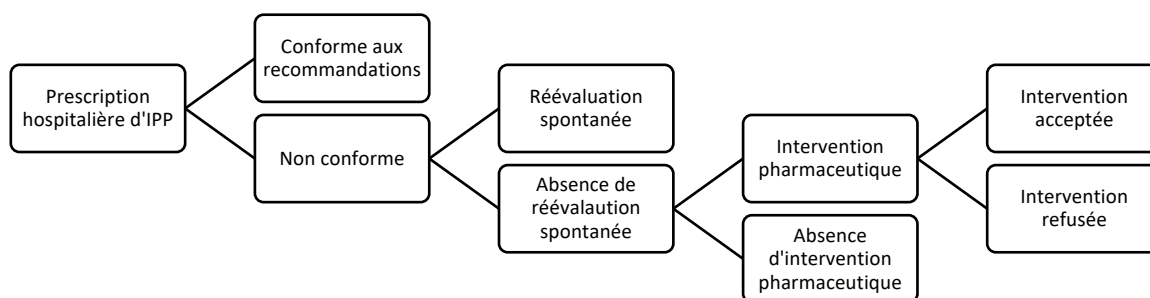 Prescription
hospitalière d'IPP
Conforme aux
recommandations
Non conforme
Réévaluation
spontanée
Absence de
réévalaution
spontanée
Intervention
pharmaceutique
Absence
d'intervention
pharmaceutique
Intervention
acceptée
Intervention
refusée